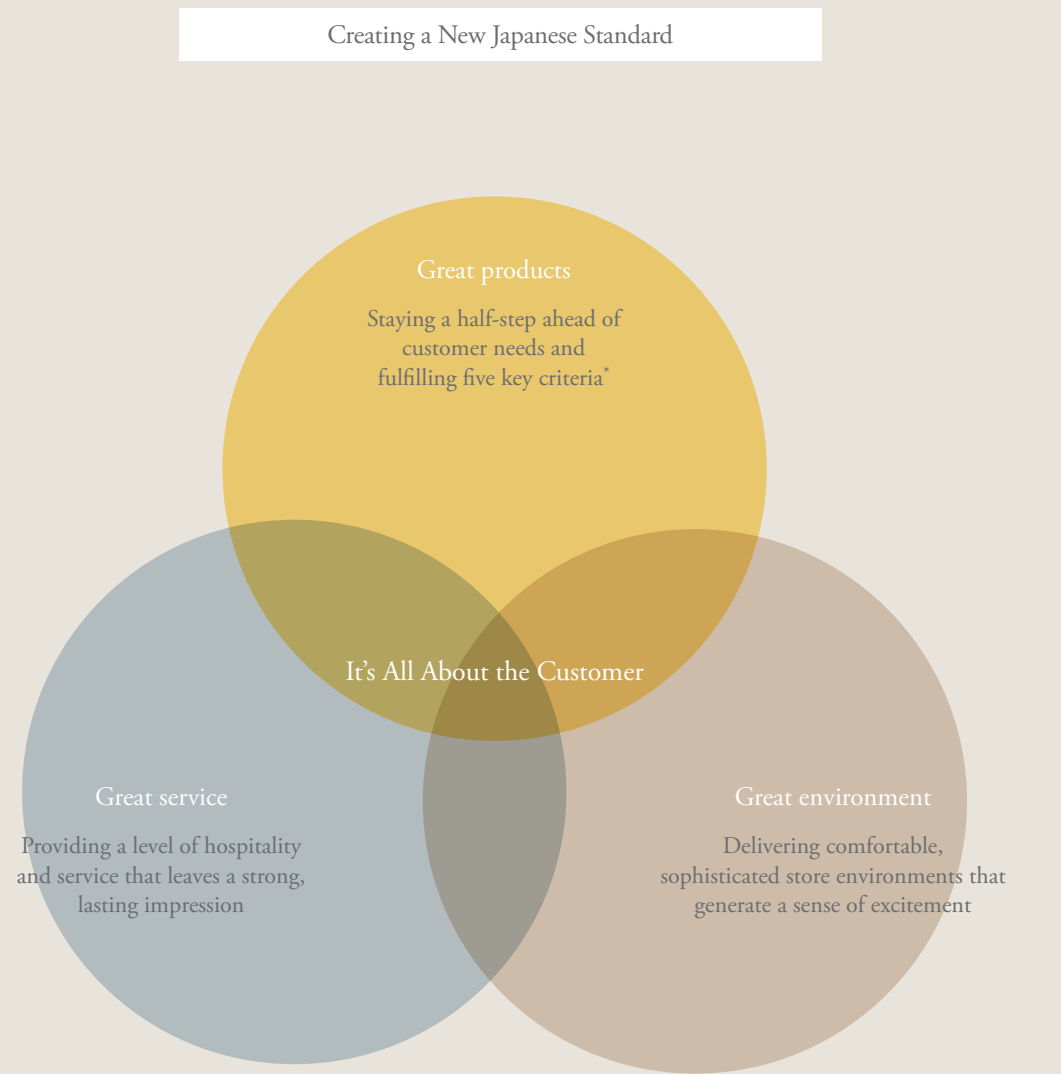 Creating a New Japanese Standard
Great products
Staying a half-step ahead of
customer needs and
fulfilling five key criteria*
It’s All About the Customer
Great service
Providing a level of hospitality
and service that leaves a strong,
lasting impression
Great environment
Delivering comfortable,
sophisticated store environments that
generate a sense of excitement